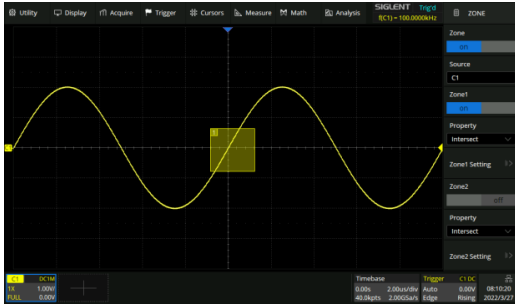 Utility Display Acquire Trigger Cursors Measure Math Analysis
SIGLENT Trig'd
f(C1) = 100.0000kHz
ZONE
Zone
on
Source
C1
Zone1
on
Property
Intersect
Zone1 Setting
Zone2
off
Property
Intersect
Zone2 Setting
1
C1
C1 DC1M
1X 1.00V/
FULL 0.00V
Timebase
0.00s 2.00us/div
40.0kpts 2.00GSa/s
Trigger C1 DC
Auto 0.00V
Edge Rising
08:10:20
2022/3/27